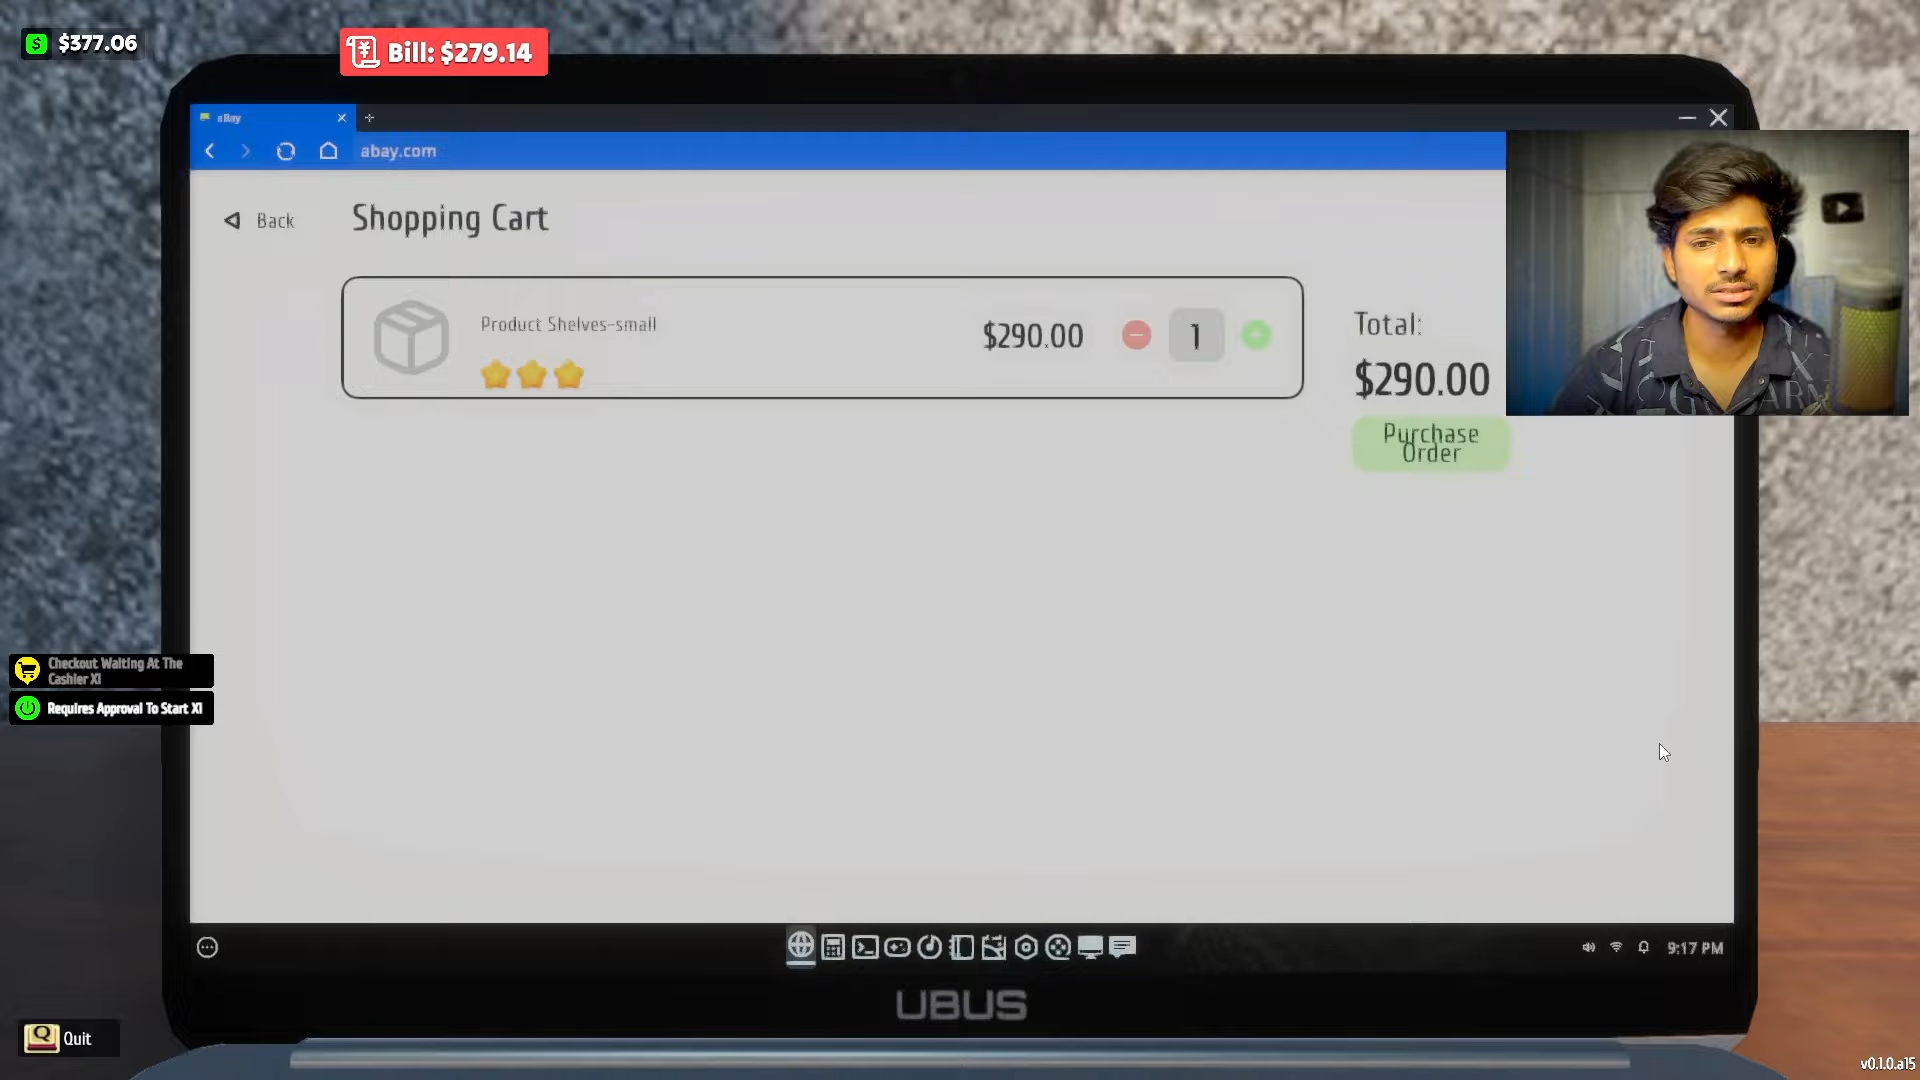 $377.06
Bill: $279.14
aBay
abay.com
Back
Shopping Cart
Product Shelves-small
$290.00
1
Total:
$290.00
Purchase
Order
Checkout Waiting At The
Cashier X1
Requires Approval To Start X1
9:17 PM
UBUS
Q Quit
v0.1.0.a15